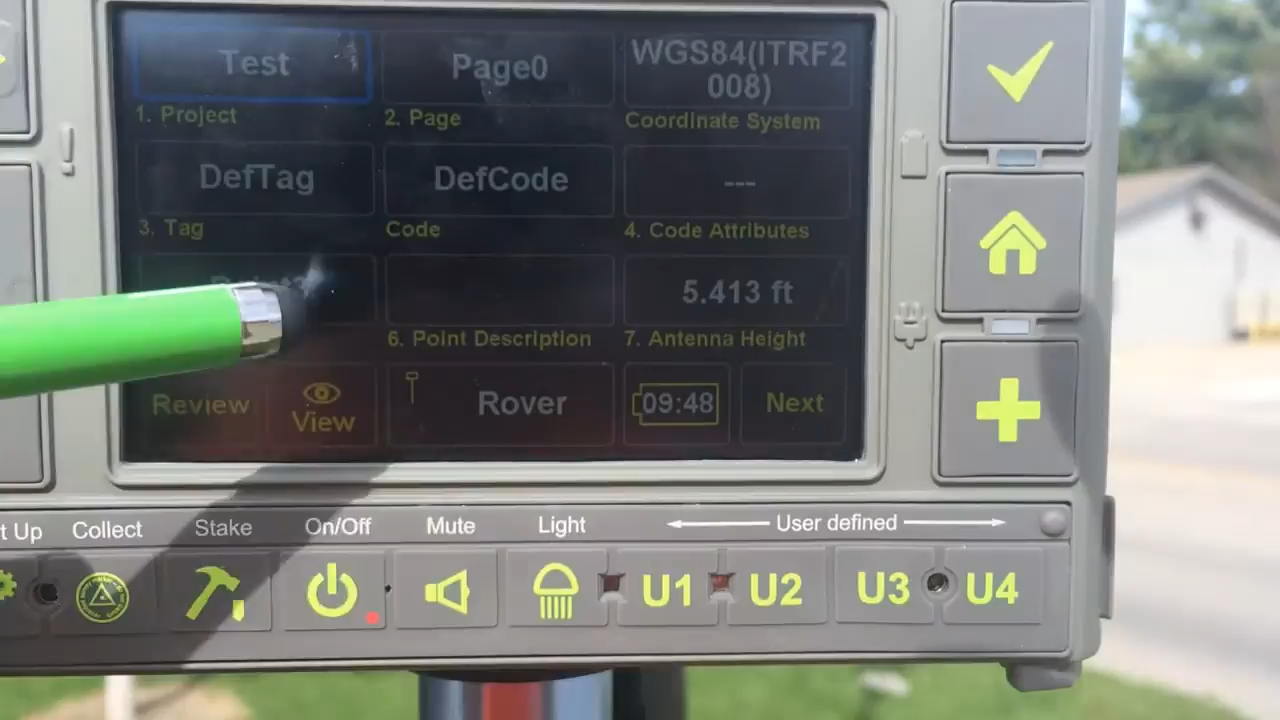 Test
Page0
WGS84(ITRF2
008)
1. Project
2. Page
Coordinate System
DefTag
DefCode
---
3. Tag
Code
4. Code Attributes
5.413 ft
6. Point Description
7. Antenna Height
Review
View
Rover
09:48
Next
t Up
Collect
Stake
On/Off
Mute
Light
User defined
U1
U2
U3
U4